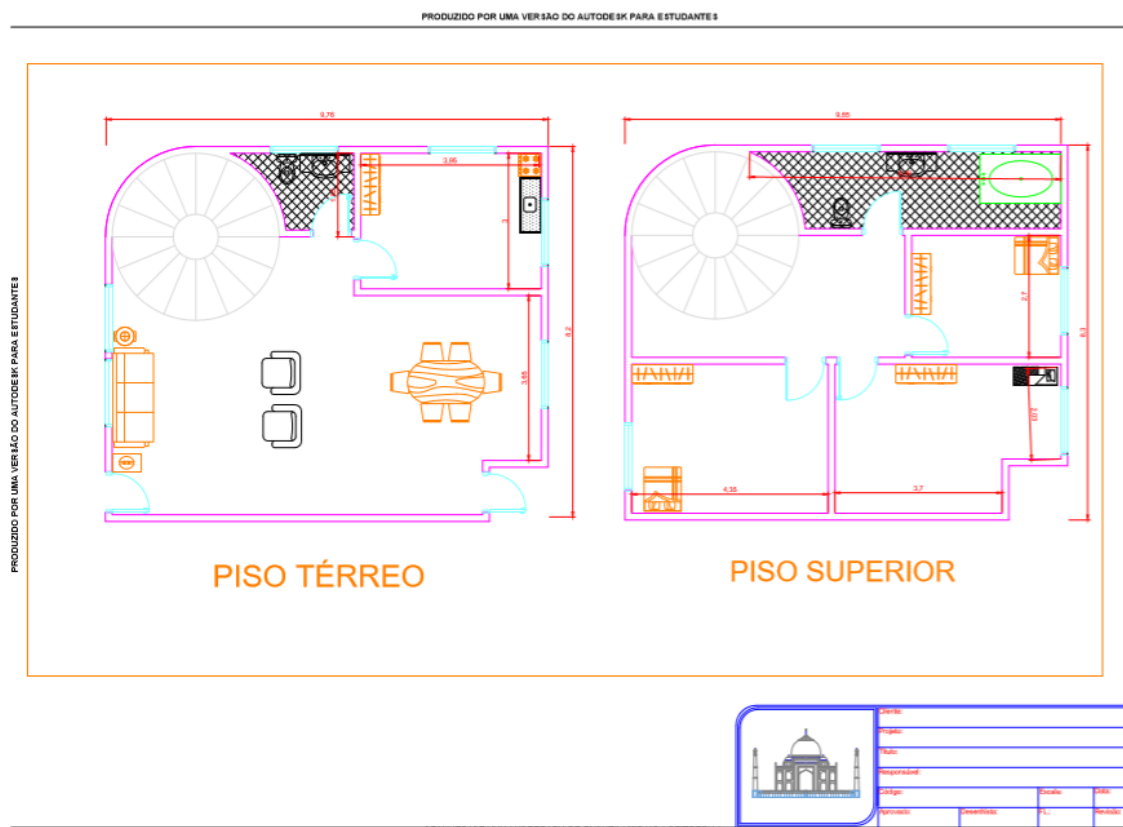 PRODUZIDO POR UMA VERSÃO DO AUTODESK PARA ESTUDANTES
PRODUZIDO POR UMA VERSÃO DO AUTODESK PARA ESTUDANTES
9,75
3,95
3
8,2
3,65
PISO TÉRREO
9,55
2,7
8,3
4,35
3,7
PISO SUPERIOR
Cliente:
Projeto:
Título:
Responsável:
Código:
Escala:
Data:
Aprovado:
Desenhista:
FL.:
Revisão: